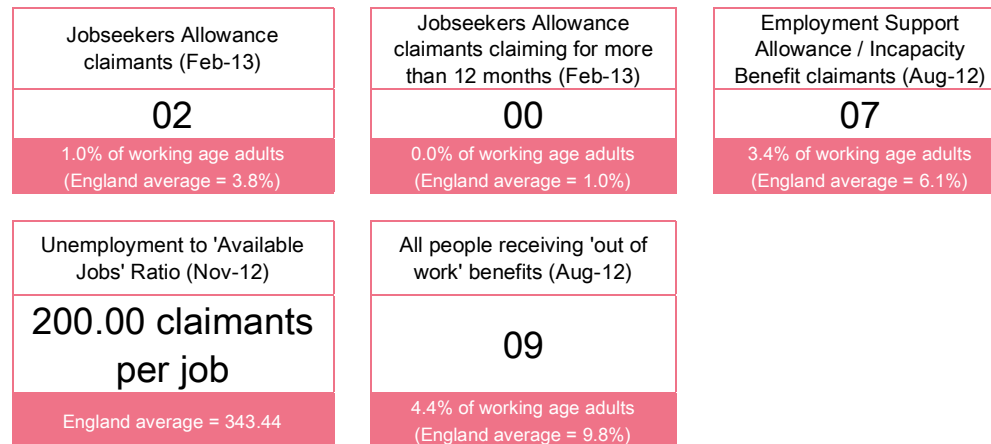 Jobseekers Allowance
claimants (Feb-13)
02
1.0% of working age adults
(England average = 3.8%)
Jobseekers Allowance
claimants claiming for more
than 12 months (Feb-13)
00
0.0% of working age adults
(England average = 1.0%)
Employment Support
Allowance / Incapacity
Benefit claimants (Aug-12)
07
3.4% of working age adults
(England average = 6.1%)
Unemployment to 'Available
Jobs' Ratio (Nov-12)
200.00 claimants
per job
England average = 343.44
All people receiving 'out of
work' benefits (Aug-12)
09
4.4% of working age adults
(England average = 9.8%)